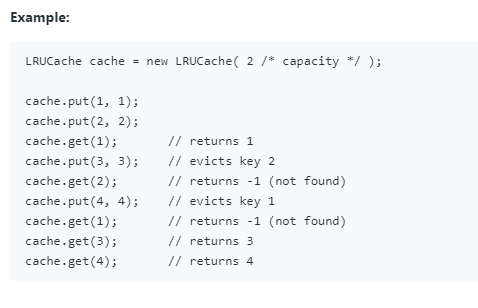 Example:
LRUCache cache = new LRUCache( 2 /* capacity */ );
cache.put(1, 1);
cache.put(2, 2);
cache.get(1);       // returns 1
cache.put(3, 3);    // evicts key 2
cache.get(2);       // returns -1 (not found)
cache.put(4, 4);    // evicts key 1
cache.get(1);       // returns -1 (not found)
cache.get(3);       // returns 3
cache.get(4);       // returns 4